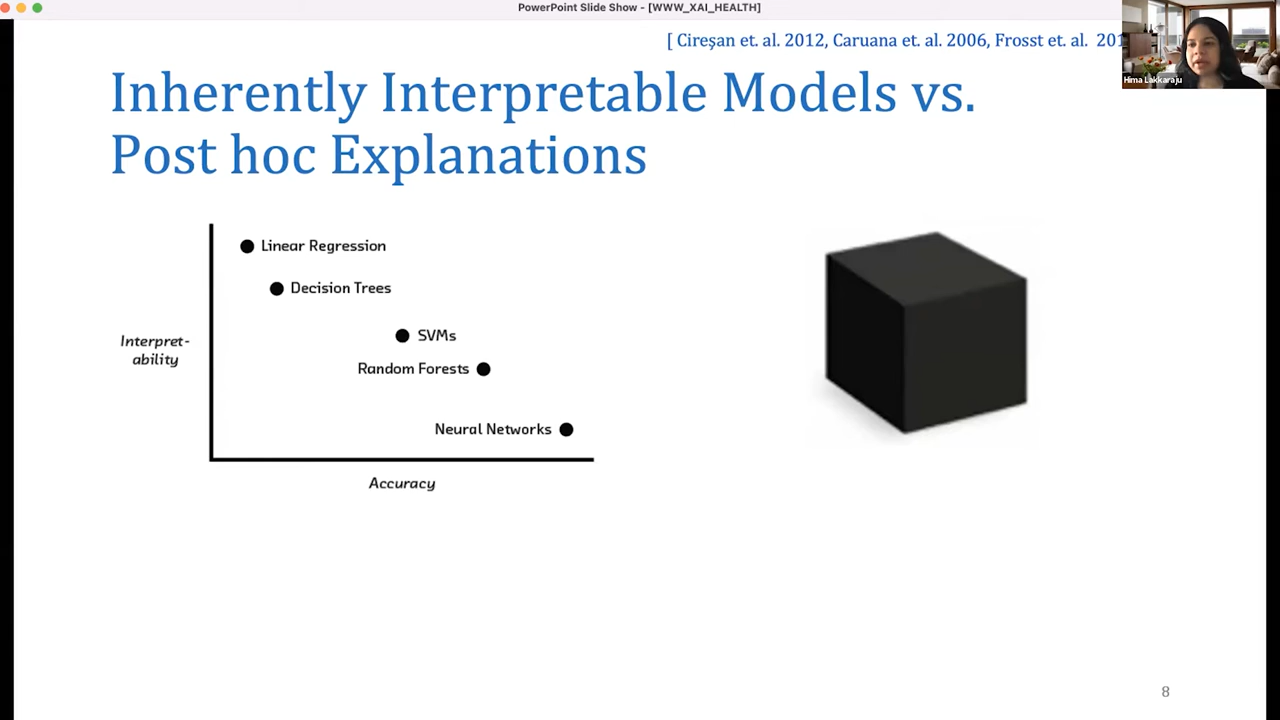 PowerPoint Slide Show - [WWW_XAI_HEALTH]
[ Cireşan et. al. 2012, Caruana et. al. 2006, Frosst et. al.
Hima Lakkaraju
Inherently Interpretable Models vs.
Post hoc Explanations
Linear Regression
Decision Trees
SVMs
Interpret-
ability
Random Forests
Neural Networks
Accuracy
8